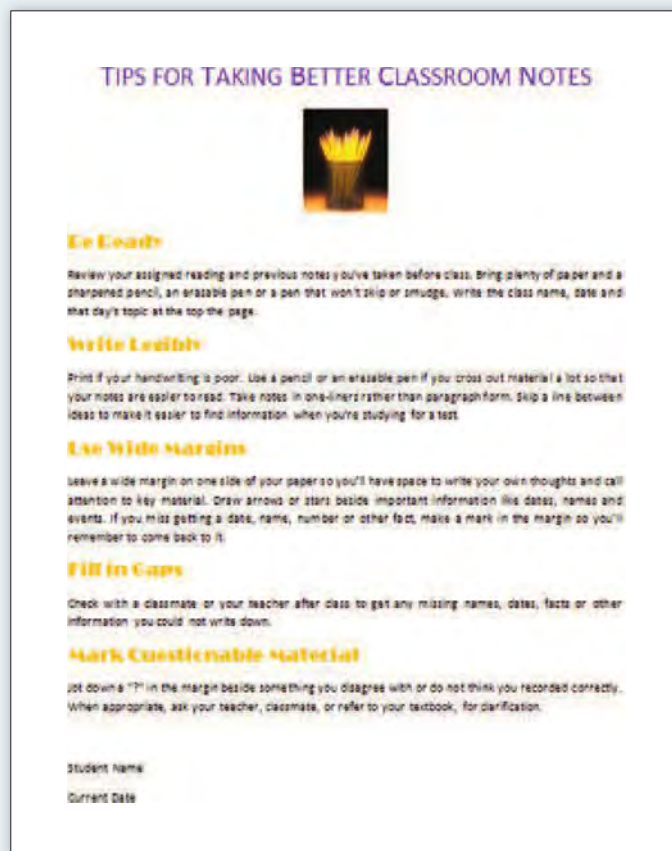 TIPS FOR TAKING BETTER CLASSROOM NOTES
Be Ready
Review your assigned reading and previous notes you've taken before class. Bring plenty of paper and a
sharpened pencil, an erasable pen or a pen that won't skip or smudge. Write the class name, date and
that day's topic at the top the page.
Write Legibly
Print if your handwriting is poor. Use a pencil or an erasable pen if you cross out material a lot so that
your notes are easier to read. Take notes in one-liners rather than paragraph form. Skip a line between
ideas to make it easier to find information when you're studying for a test.
Use Wide Margins
Leave a wide margin on one side of your paper so you'll have space to write your own thoughts and call
attention to key material. Draw arrows or stars beside important information like dates, names and
events. If you miss getting a date, name, number or other fact, make a mark in the margin so you'll
remember to come back to it.
Fill in Gaps
Check with a classmate or your teacher after class to get any missing names, dates, facts or other
information you could not write down.
Mark Questionable Material
Jot down a "?" in the margin beside something you disagree with or do not think you recorded correctly.
When appropriate, ask your teacher, classmate, or refer to your textbook, for clarification.
Student Name
Current Date